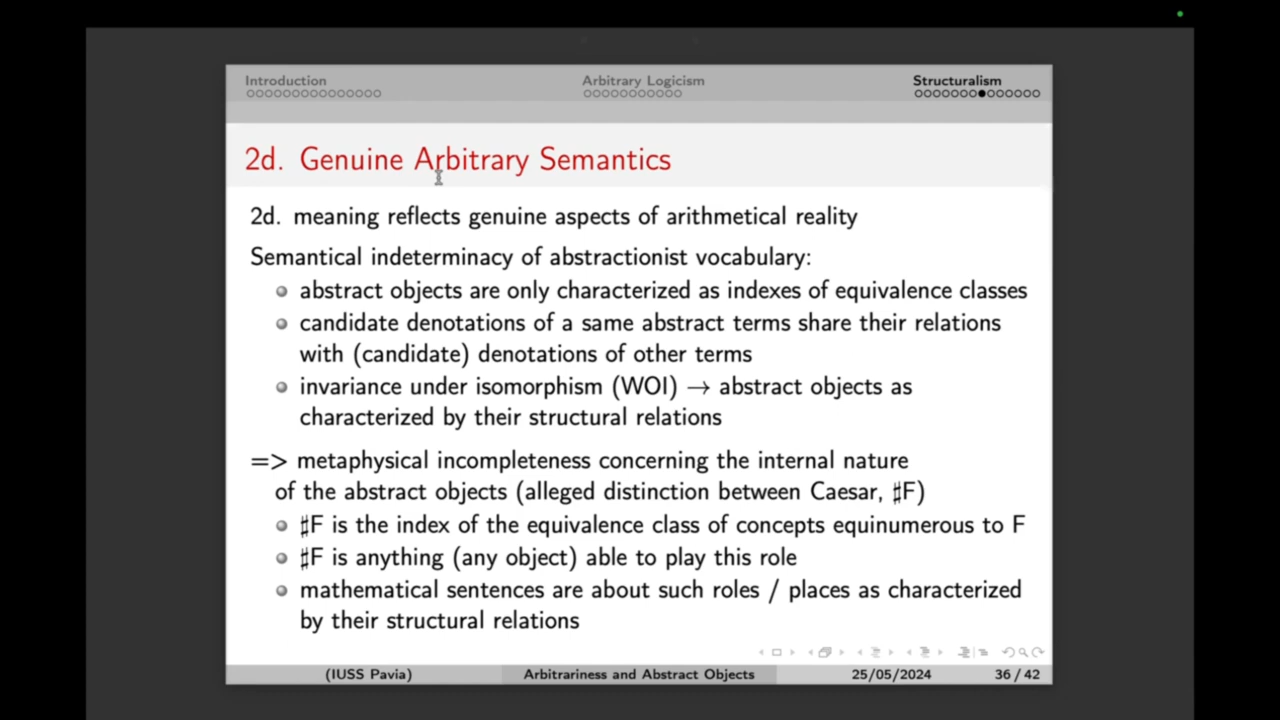 Introduction Arbitrary Logicism Structuralism
2d. Genuine Arbitrary Semantics
2d. meaning reflects genuine aspects of arithmetical reality
Semantical indeterminacy of abstractionist vocabulary:
abstract objects are only characterized as indexes of equivalence classes
candidate denotations of a same abstract terms share their relations
with (candidate) denotations of other terms
invariance under isomorphism (WOI) → abstract objects as
characterized by their structural relations
=> metaphysical incompleteness concerning the internal nature
of the abstract objects (alleged distinction between Caesar, ♯F)
♯F is the index of the equivalence class of concepts equinumerous to F
♯F is anything (any object) able to play this role
mathematical sentences are about such roles / places as characterized
by their structural relations
(IUSS Pavia) Arbitrariness and Abstract Objects 25/05/2024 36 / 42